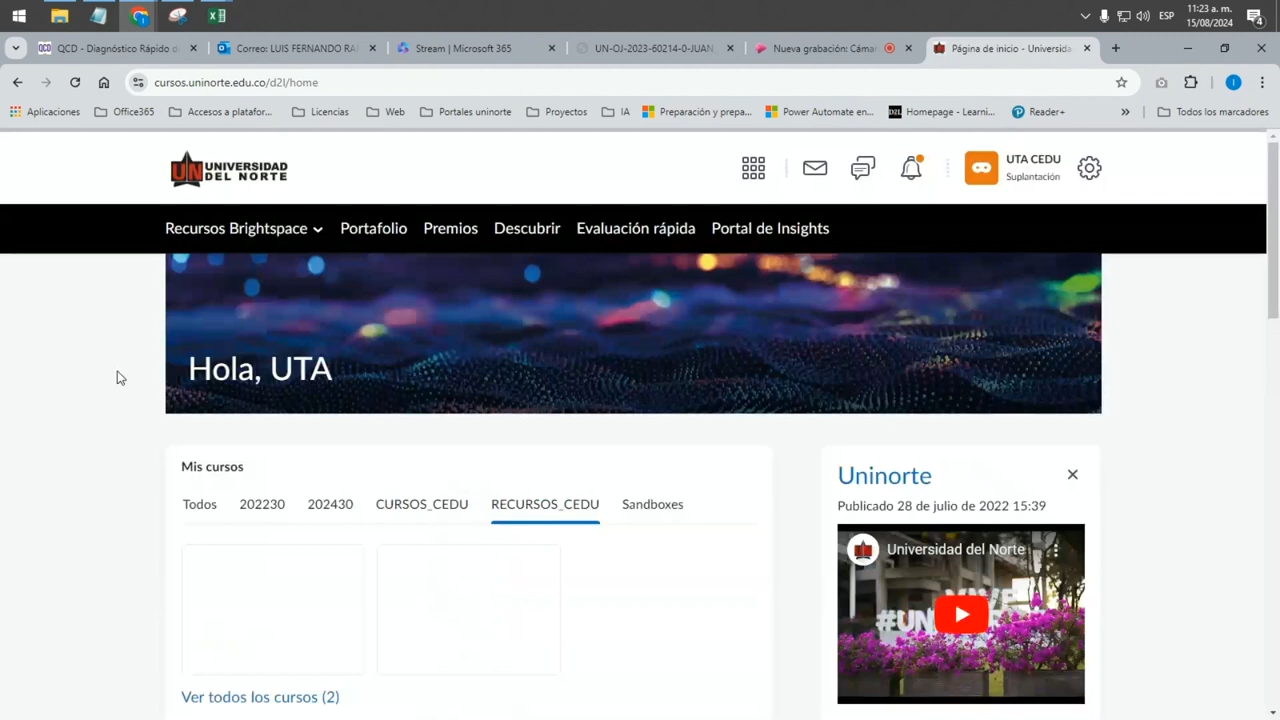 11:23 a. m.
ESP
15/08/2024
4
QCD - Diagnóstico Rápido d
Correo: LUIS FERNANDO RA
Stream | Microsoft 365
UN-OJ-2023-60214-0-JUAN
Nueva grabación: Cámar
Página de inicio - Universida
cursos.uninorte.edu.co/d2l/home
Aplicaciones
Office365
Accesos a platafor...
Licencias
Web
Portales uninorte
Proyectos
IA
Preparación y prepa...
Power Automate en...
Homepage - Learni...
Reader+
Todos los marcadores
UN UNIVERSIDAD
DEL NORTE
UTA CEDU
Suplantación
Recursos Brightspace
Portafolio
Premios
Descubrir
Evaluación rápida
Portal de Insights
Hola, UTA
Mis cursos
Todos
202230
202430
CURSOS_CEDU
RECURSOS_CEDU
Sandboxes
Ver todos los cursos (2)
Uninorte
Publicado 28 de julio de 2022 15:39
Universidad del Norte